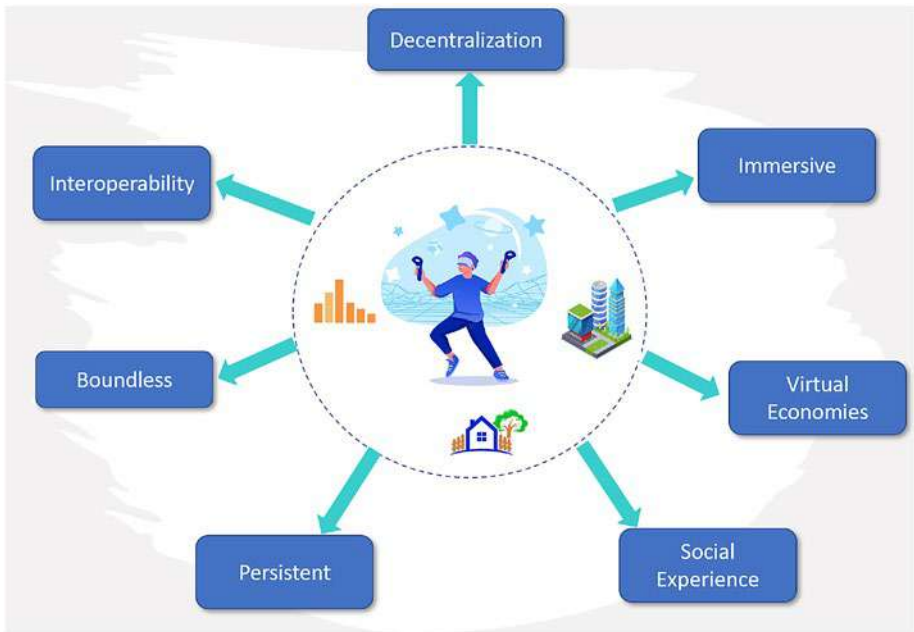 Decentralization
Interoperability
Immersive
Boundless
Virtual
Economies
Persistent
Social
Experience